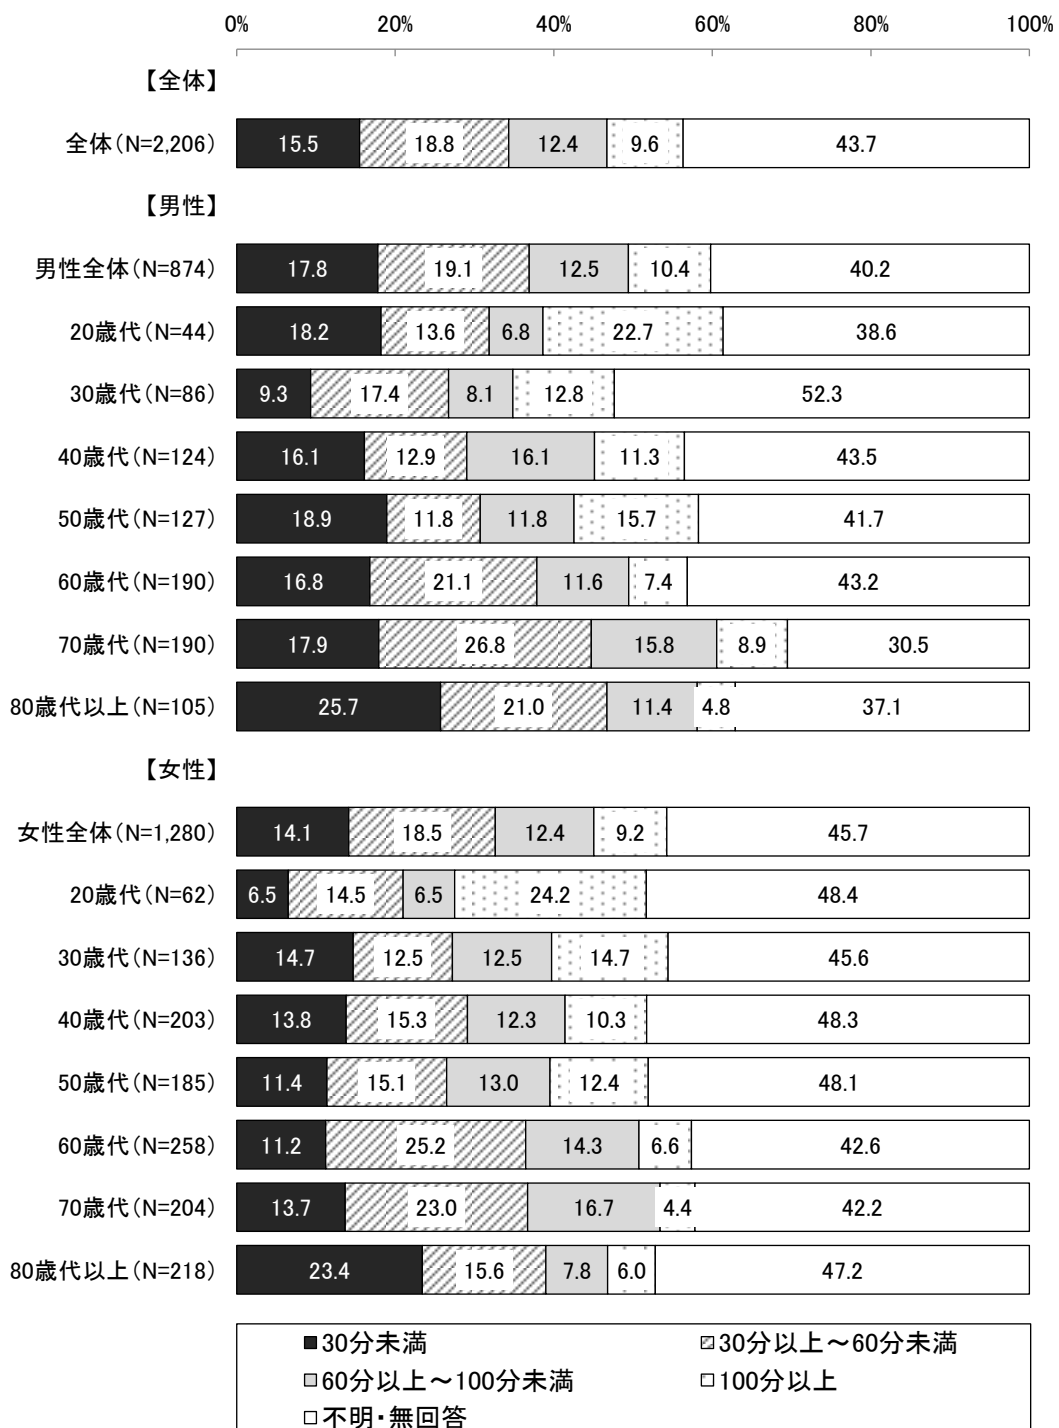 0% 20% 40% 60% 80% 100%
【全体】
全体(N=2,206) 15.5 18.8 12.4 9.6 43.7
【男性】
男性全体(N=874) 17.8 19.1 12.5 10.4 40.2
20歳代(N=44) 18.2 13.6 6.8 22.7 38.6
30歳代(N=86) 9.3 17.4 8.1 12.8 52.3
40歳代(N=124) 16.1 12.9 16.1 11.3 43.5
50歳代(N=127) 18.9 11.8 11.8 15.7 41.7
60歳代(N=190) 16.8 21.1 11.6 7.4 43.2
70歳代(N=190) 17.9 26.8 15.8 8.9 30.5
80歳代以上(N=105) 25.7 21.0 11.4 4.8 37.1
【女性】
女性全体(N=1,280) 14.1 18.5 12.4 9.2 45.7
20歳代(N=62) 6.5 14.5 6.5 24.2 48.4
30歳代(N=136) 14.7 12.5 12.5 14.7 45.6
40歳代(N=203) 13.8 15.3 12.3 10.3 48.3
50歳代(N=185) 11.4 15.1 13.0 12.4 48.1
60歳代(N=258) 11.2 25.2 14.3 6.6 42.6
70歳代(N=204) 13.7 23.0 16.7 4.4 42.2
80歳代以上(N=218) 23.4 15.6 7.8 6.0 47.2
30分未満 30分以上～60分未満
60分以上～100分未満 100分以上
不明・無回答